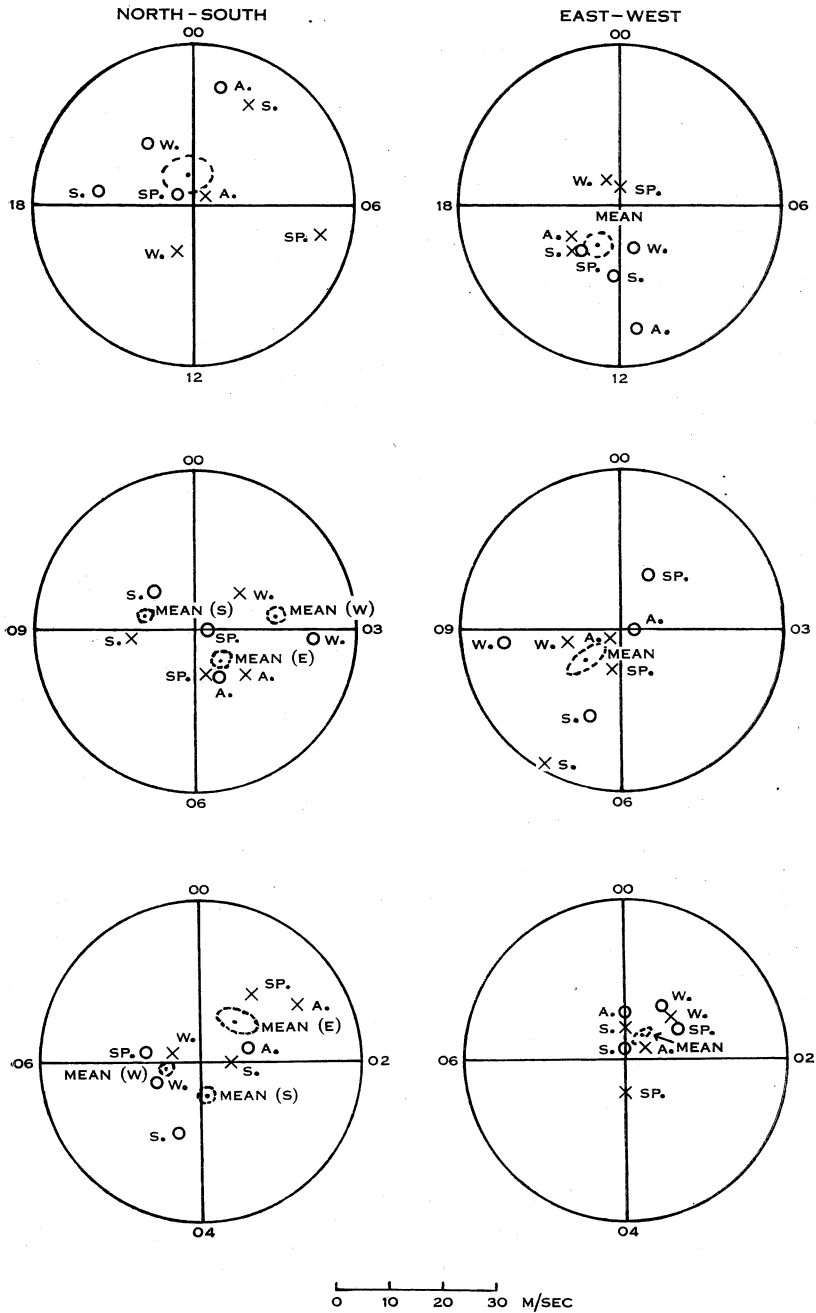 NORTH-SOUTH
EAST-WEST
00
00
A.
S.
W.
S.
SP.
A.
W.
SP.
18
06
12
W.
SP.
18
06
MEAN
A.
S.
SP.
W.
S.
A.
12
00
00
S.
W.
MEAN (S)
MEAN (W)
09
03
S.
SP.
W.
MEAN (E)
SP.
A.
A.
06
SP.
A.
09
03
W.
W.
A.
MEAN
SP.
S.
S.
06
00
00
SP.
A.
MEAN (E)
W.
SP.
A.
06
02
S.
MEAN (W)
W.
MEAN (S)
S.
04
W.
A.
W.
S.
SP.
S.
A.
MEAN
06
02
SP.
04
0 10 20 30 M/SEC